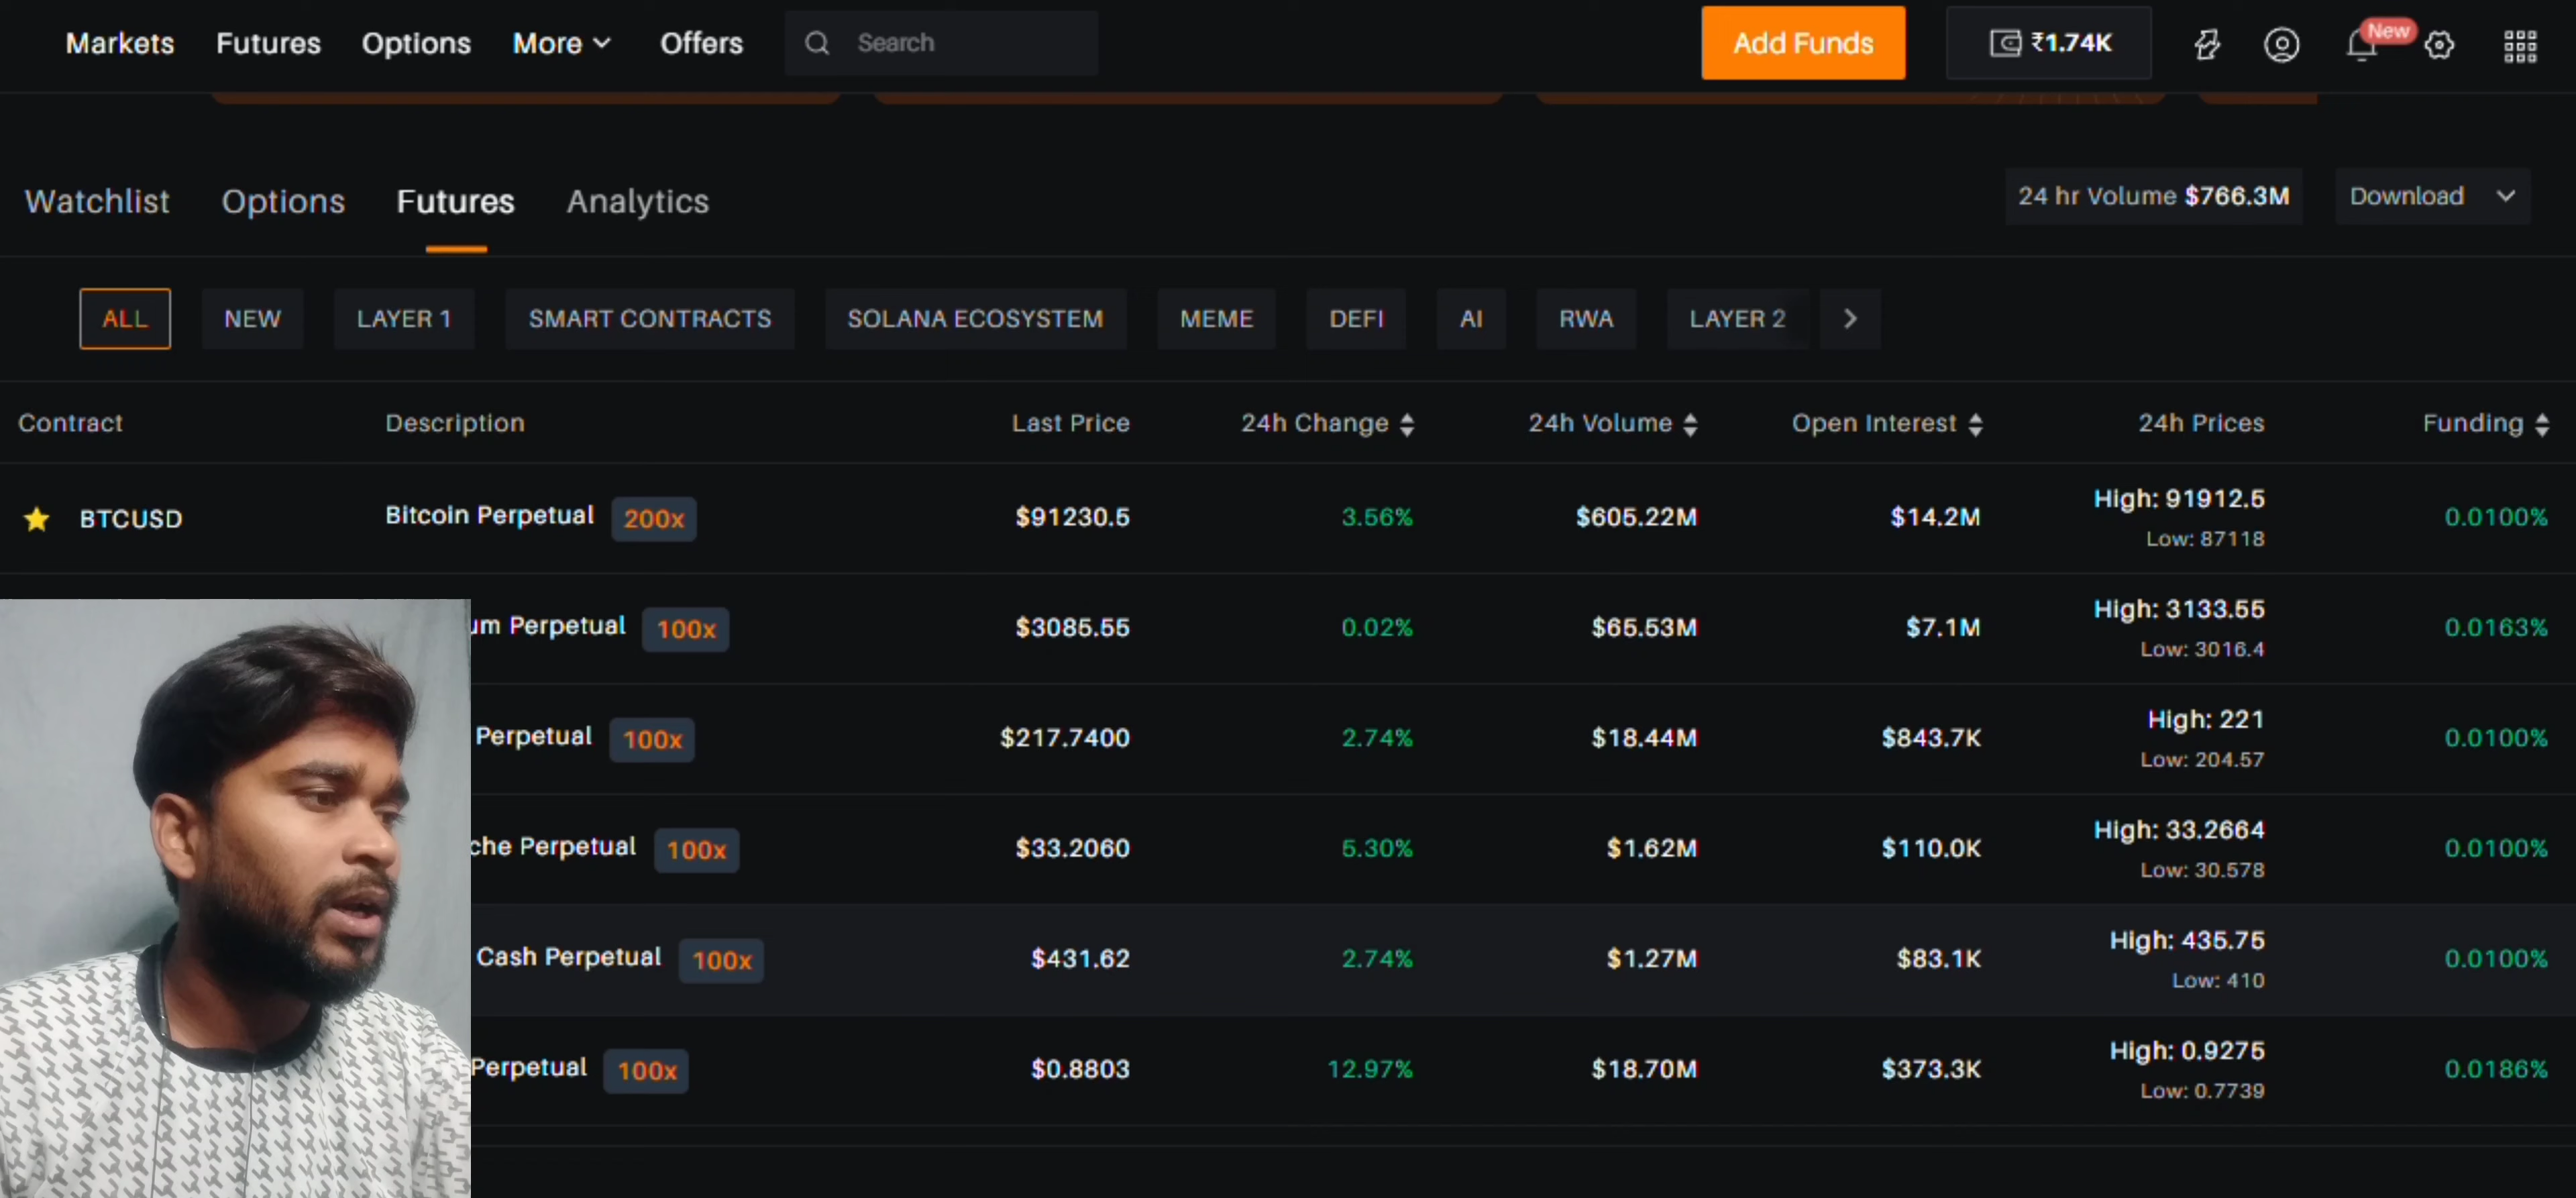 Markets Futures Options More Offers Search Add Funds ₹1.74K New
Watchlist Options Futures Analytics 24 hr Volume $766.3M Download
ALL NEW LAYER 1 SMART CONTRACTS SOLANA ECOSYSTEM MEME DEFI AI RWA LAYER 2
Contract Description Last Price 24h Change 24h Volume Open Interest 24h Prices Funding
BTCUSD Bitcoin Perpetual 200x $91230.5 3.56% $605.22M $14.2M High: 91912.5 0.0100%
Low: 87118
um Perpetual 100x $3085.55 0.02% $65.53M $7.1M High: 3133.55 0.0163%
Low: 3016.4
Perpetual 100x $217.7400 2.74% $18.44M $843.7K High: 221 0.0100%
Low: 204.57
che Perpetual 100x $33.2060 5.30% $1.62M $110.0K High: 33.2664 0.0100%
Low: 30.578
Cash Perpetual 100x $431.62 2.74% $1.27M $83.1K High: 435.75 0.0100%
Low: 410
Perpetual 100x $0.8803 12.97% $18.70M $373.3K High: 0.9275 0.0186%
Low: 0.7739